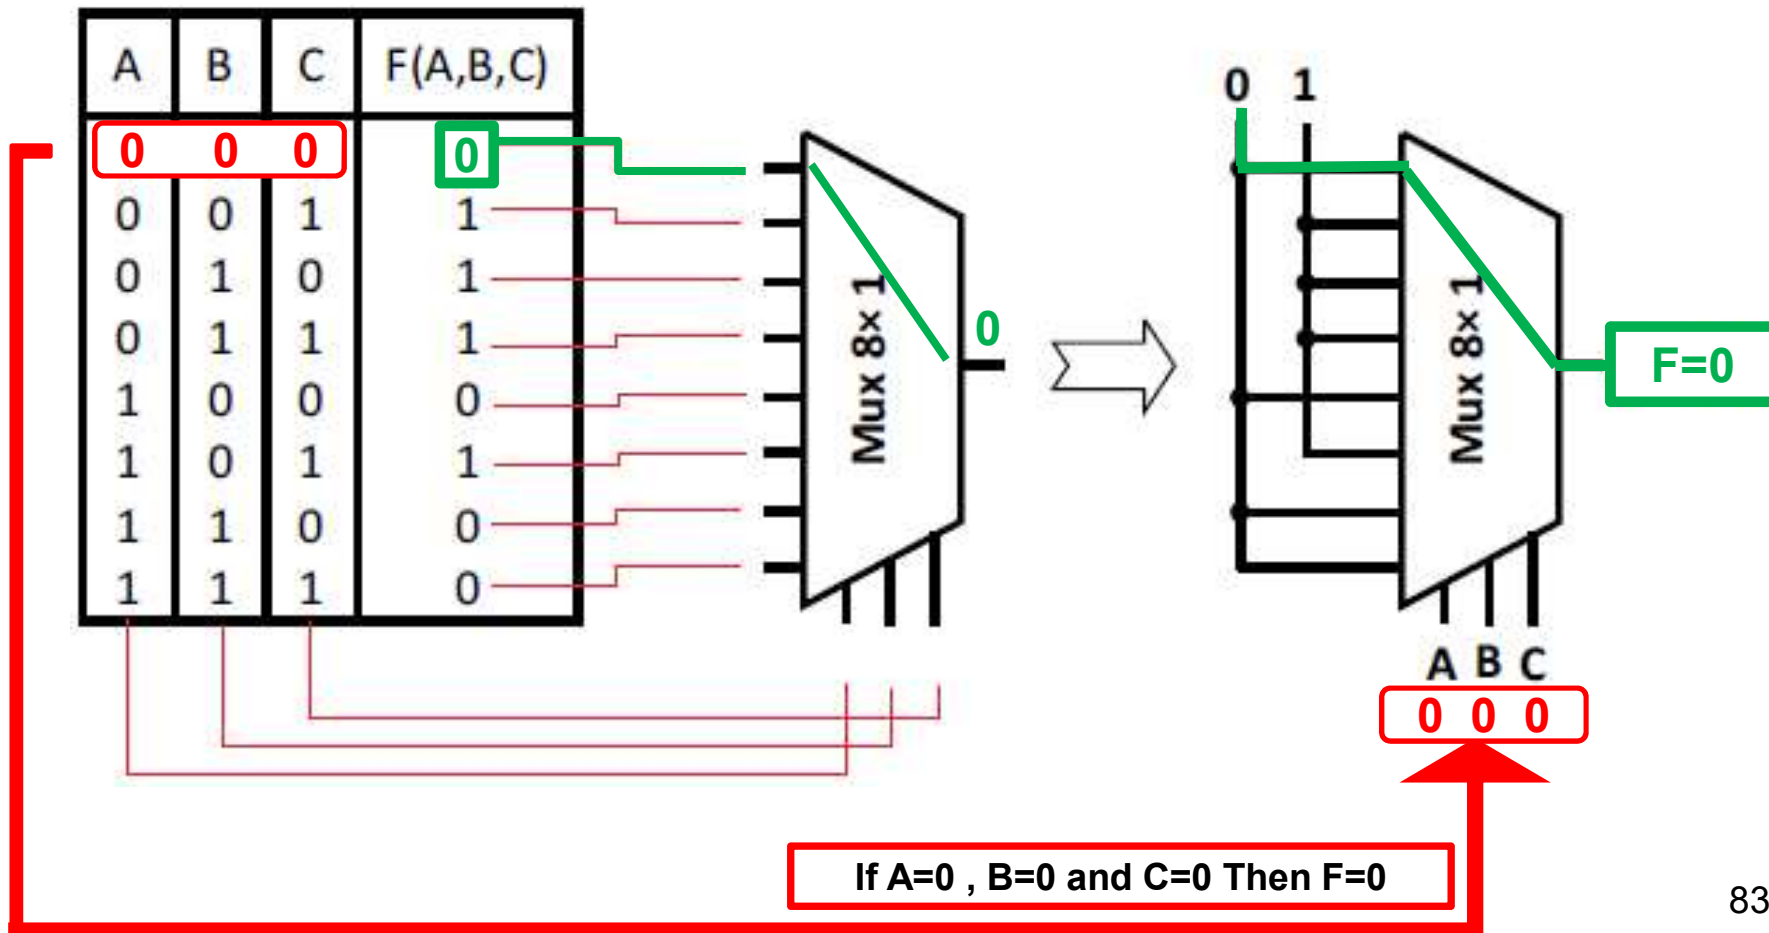 A B C F(A,B,C)
0 0 0 0
0 0 1 1
0 1 0 1
0 1 1 1
1 0 0 0
1 0 1 1
1 1 0 0
1 1 1 0
Mux 8× 1
0
0 1
Mux 8× 1
F=0
A B C
0 0 0
If A=0 , B=0 and C=0 Then F=0
83